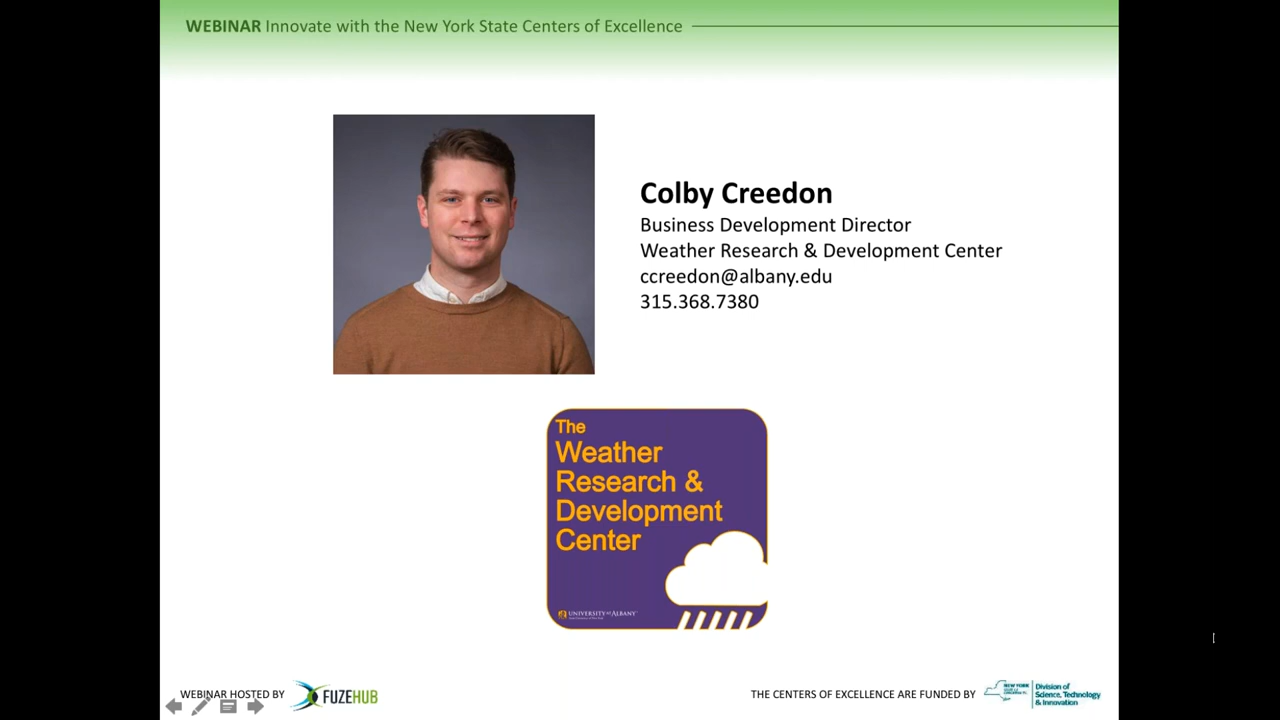 WEBINAR Innovate with the New York State Centers of Excellence
Colby Creedon
Business Development Director
Weather Research & Development Center
ccreedon@albany.edu
315.368.7380
The
Weather
Research &
Development
Center
UNIVERSITY AT ALBANY
WEBINAR HOSTED BY
FUZEHUB
THE CENTERS OF EXCELLENCE ARE FUNDED BY
NEW YORK
Division of
Science, Technology
& Innovation